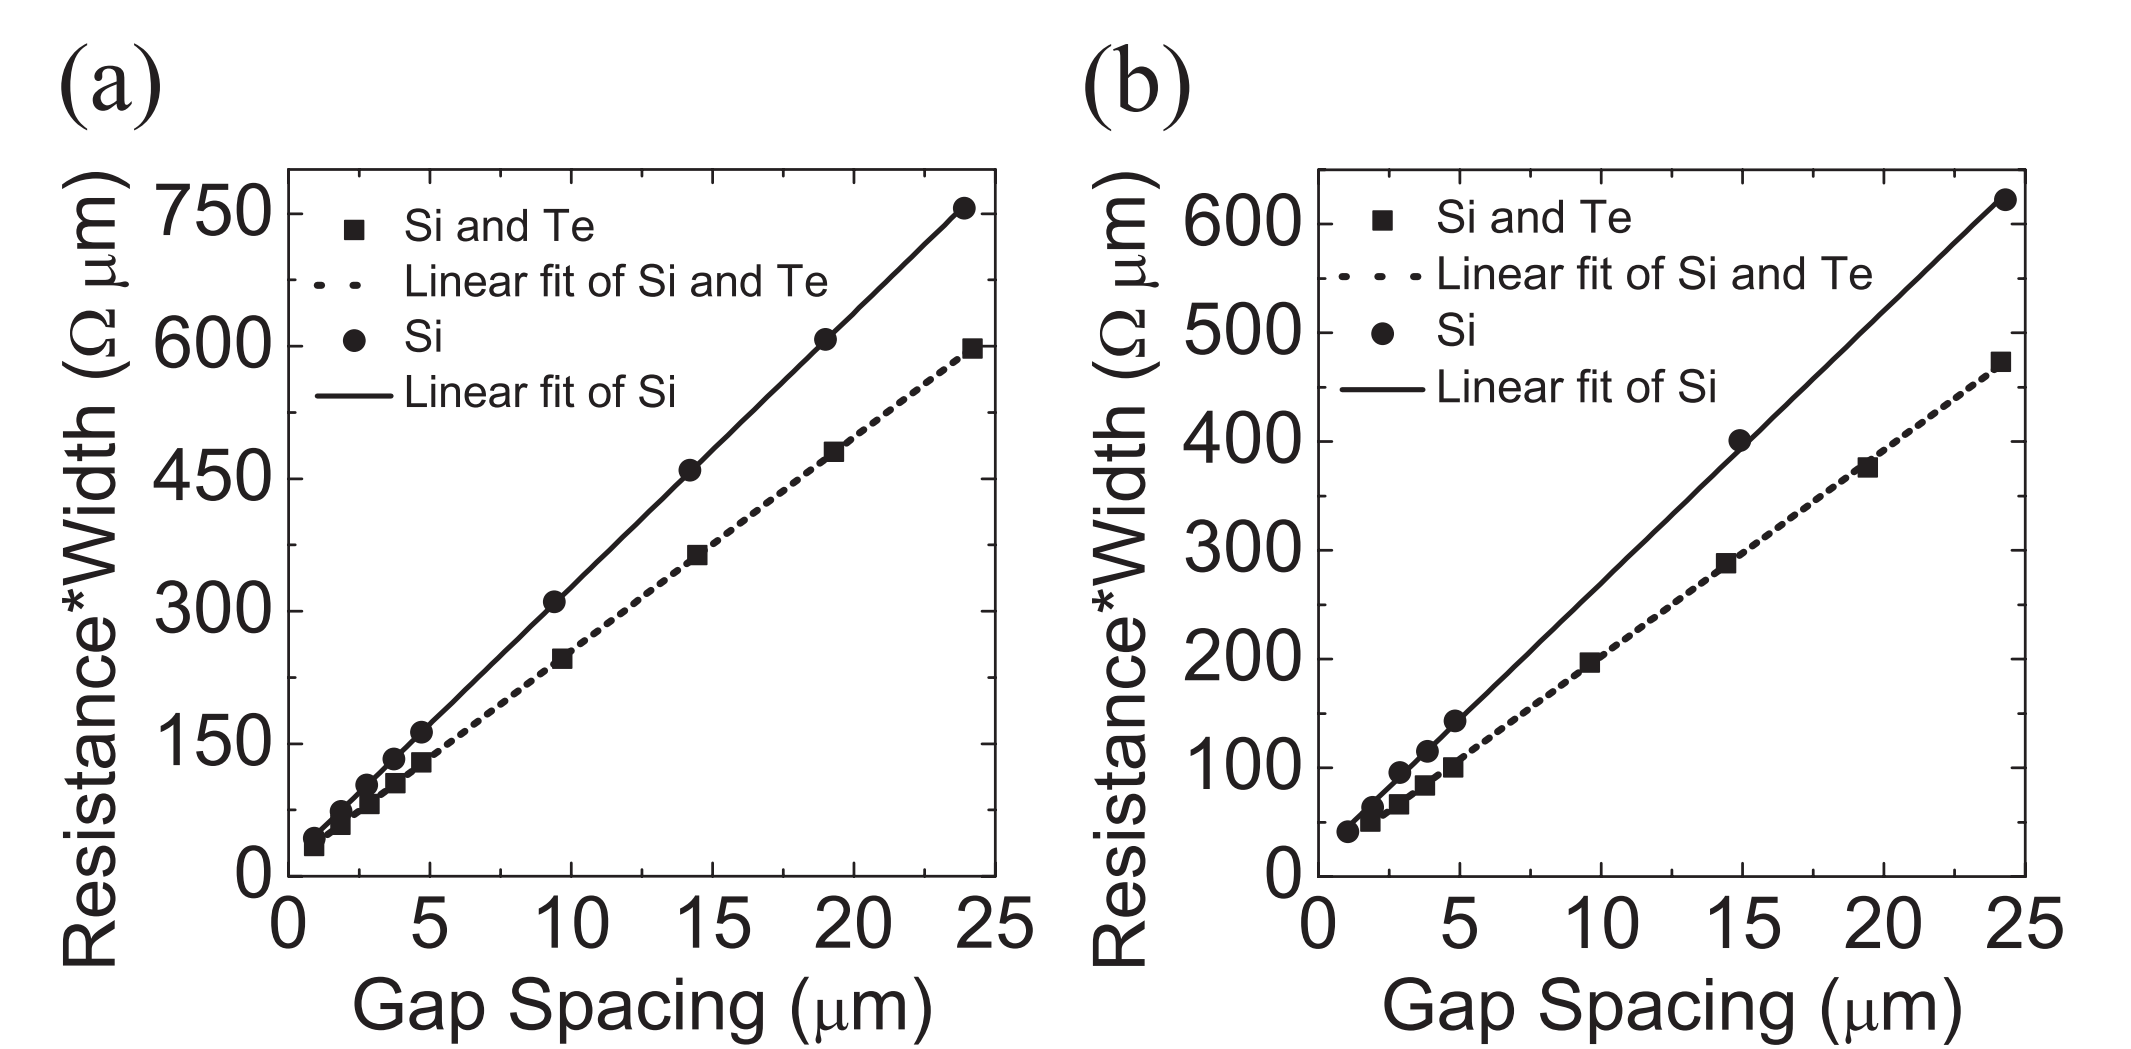 (a)
Resistance*Width (Ω μm)
750
600
450
300
150
0
Si and Te
Linear fit of Si and Te
Si
Linear fit of Si
0 5 10 15 20 25
Gap Spacing (μm)
(b)
Resistance*Width (Ω μm)
600
500
400
300
200
100
0
Si and Te
Linear fit of Si and Te
Si
Linear fit of Si
0 5 10 15 20 25
Gap Spacing (μm)